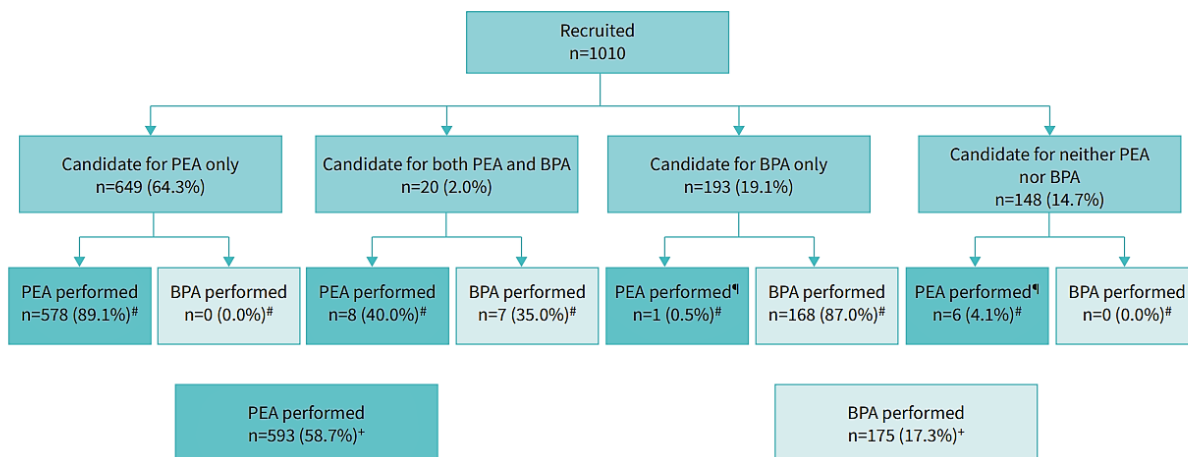 Recruited
n=1010
Candidate for PEA only
n=649 (64.3%)
Candidate for both PEA and BPA
n=20 (2.0%)
Candidate for BPA only
n=193 (19.1%)
Candidate for neither PEA
nor BPA
n=148 (14.7%)
PEA performed
n=578 (89.1%)#
BPA performed
n=0 (0.0%)#
PEA performed
n=8 (40.0%)#
BPA performed
n=7 (35.0%)#
PEA performed¶
n=1 (0.5%)#
BPA performed
n=168 (87.0%)#
PEA performed¶
n=6 (4.1%)#
BPA performed
n=0 (0.0%)#
PEA performed
n=593 (58.7%)+
BPA performed
n=175 (17.3%)+